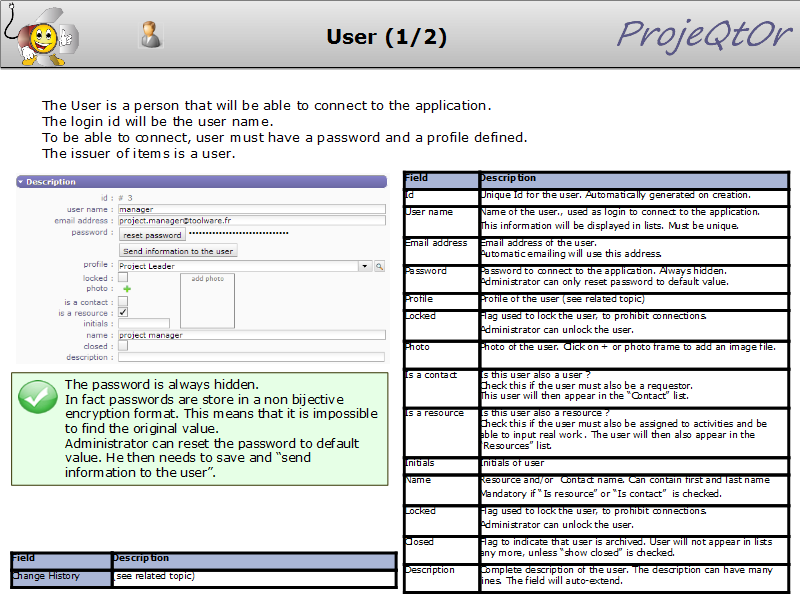 User (1/2)
ProjeQtOr
The User is a person that will be able to connect to the application.
The login id will be the user name.
To be able to connect, user must have a password and a profile defined.
The issuer of items is a user.
Description
id : # 3
user name : manager
email address : project.manager@toolware.fr
password : reset password
Send information to the user
profile : Project Leader
locked :
add photo
photo :
is a contact :
is a resource :
initials :
name : project manager
closed :
description :
The password is always hidden.
In fact passwords are store in a non bijective
encryption format. This means that it is impossible
to find the original value.
Administrator can reset the password to default
value. He then needs to save and “send
information to the user”.
Field Description
Change History (see related topic)
Field Description
Id Unique Id for the user. Automatically generated on creation.
User name Name of the user., used as login to connect to the application.
This information will be displayed in lists. Must be unique.
Email address Email address of the user.
Automatic emailing will use this address.
Password Password to connect to the application. Always hidden.
Administrator can only reset password to default value.
Profile Profile of the user (see related topic)
Locked Flag used to lock the user, to prohibit connections.
Administrator can unlock the user.
Photo Photo of the user. Click on + or photo frame to add an image file.
Is a contact Is this user also a user ?
Check this if the user must also be a requestor.
This user will then appear in the “Contact” list.
Is a resource Is this user also a resource ?
Check this if the user must also be assigned to activities and be
able to input real work . The user will then also appear in the
“Resources” list.
Initials Initials of user
Name Resource and/or Contact name. Can contain first and last name
Mandatory if “Is resource” or “Is contact” is checked.
Locked Flag used to lock the user, to prohibit connections.
Administrator can unlock the user.
Closed Flag to indicate that user is archived. User will not appear in lists
any more, unless “show closed” is checked.
Description Complete description of the user. The description can have many
lines. The field will auto-extend.